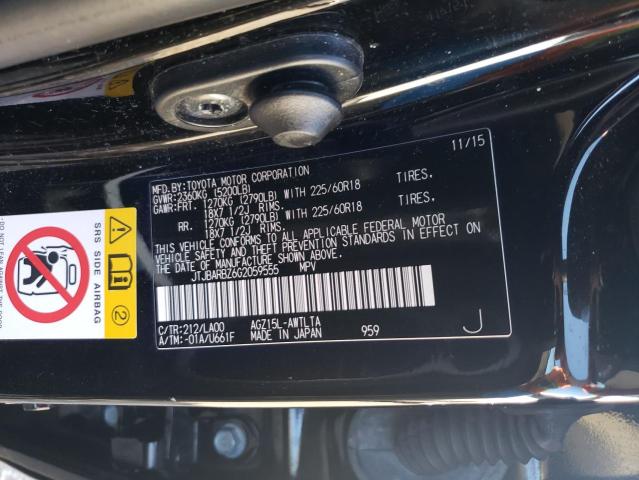 11/15
MFD.BY:TOYOTA MOTOR CORPORATION
GVWR: 2360KG (5200LB)
GAWR:FRT. 1270KG (2790LB) WITH 225/60R18 TIRES.
18X7 1/2J RIMS.
RR. 1270KG (2790LB) WITH 225/60R18 TIRES.
18X7 1/2J RIMS.
THIS VEHICLE CONFORMS TO ALL APPLICABLE FEDERAL MOTOR
VEHICLE SAFETY AND THEFT PREVENTION STANDARDS IN EFFECT ON
THE DATE OF MANUFACTURE SHOWN ABOVE.
JTJBARBZ6G2059555 MPV
C/TR:212/LA00 AGZ15L-AWTLTA
A/TM:-01A/U661F MADE IN JAPAN 959 J
SRS SIDE AIRBAG
2